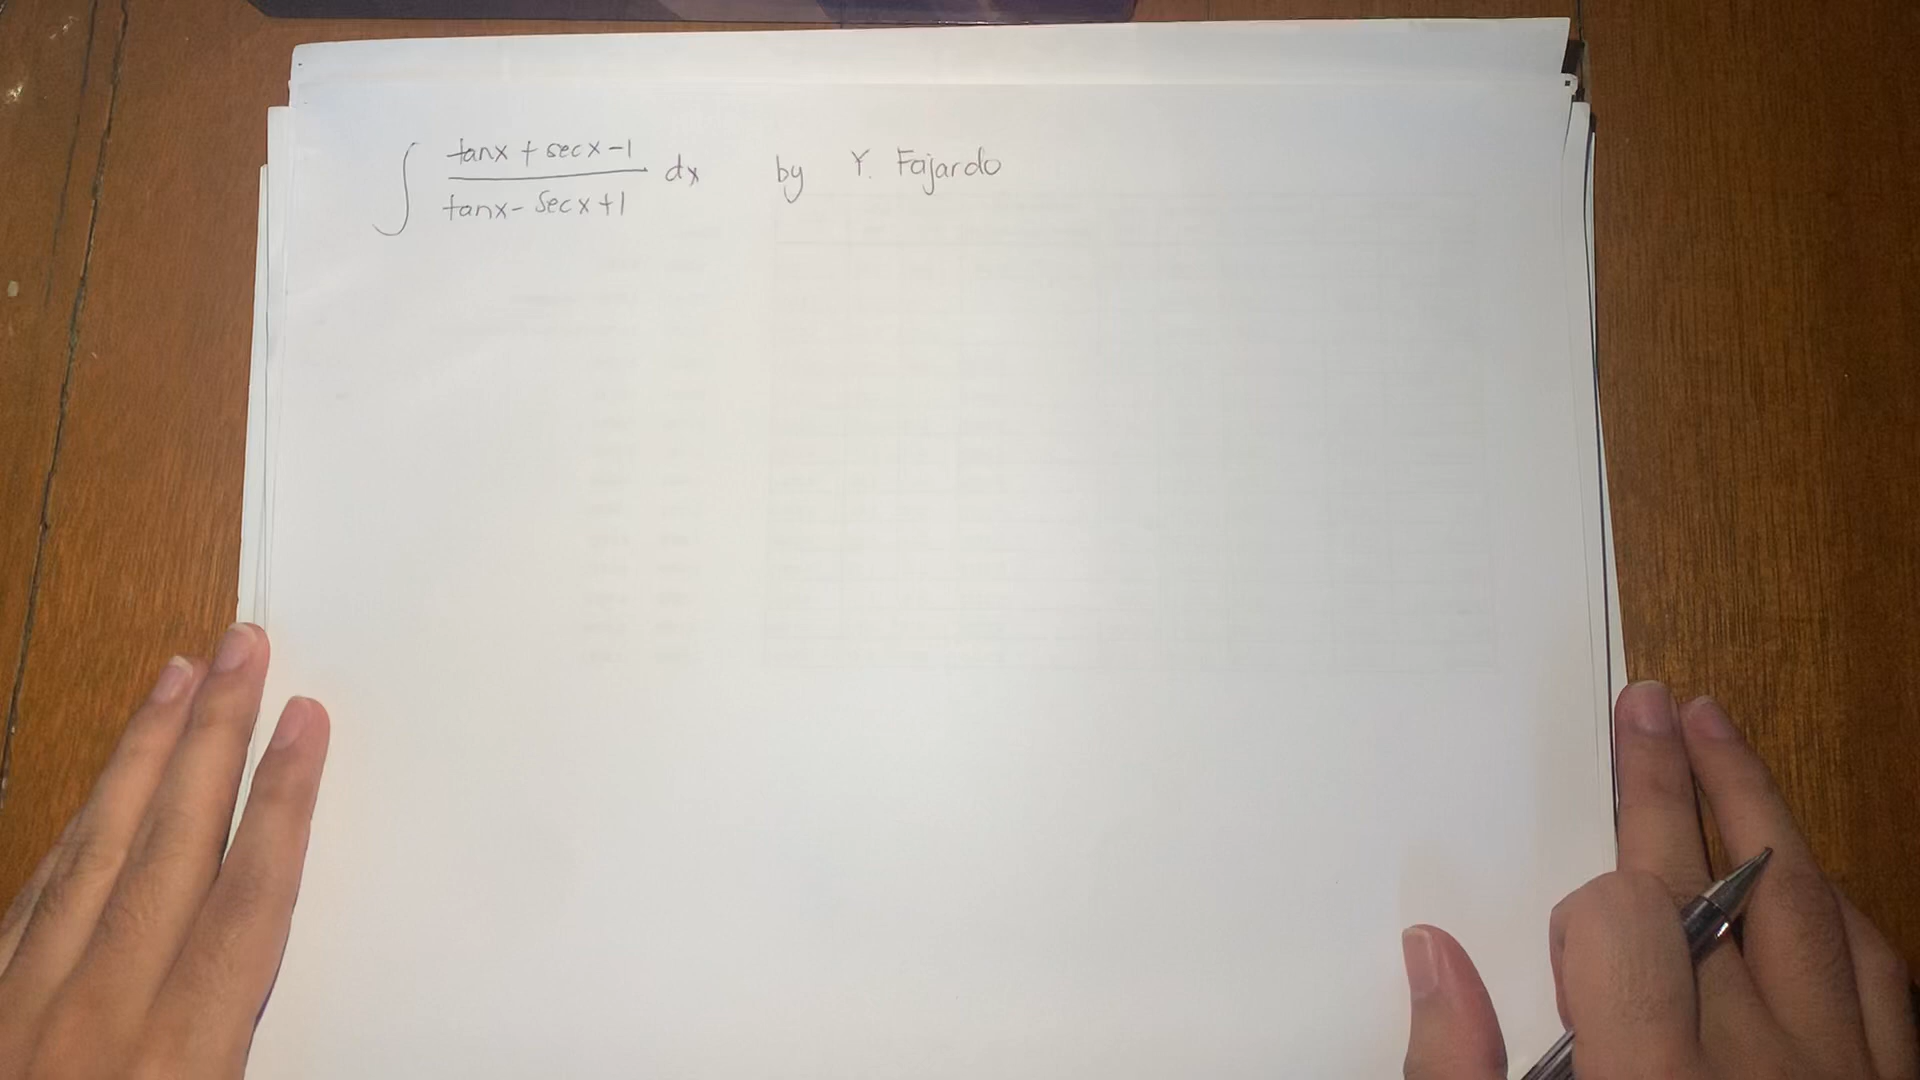 ∫ (tanx + secx - 1)/(tanx - secx + 1) dx by Y. Fajardo